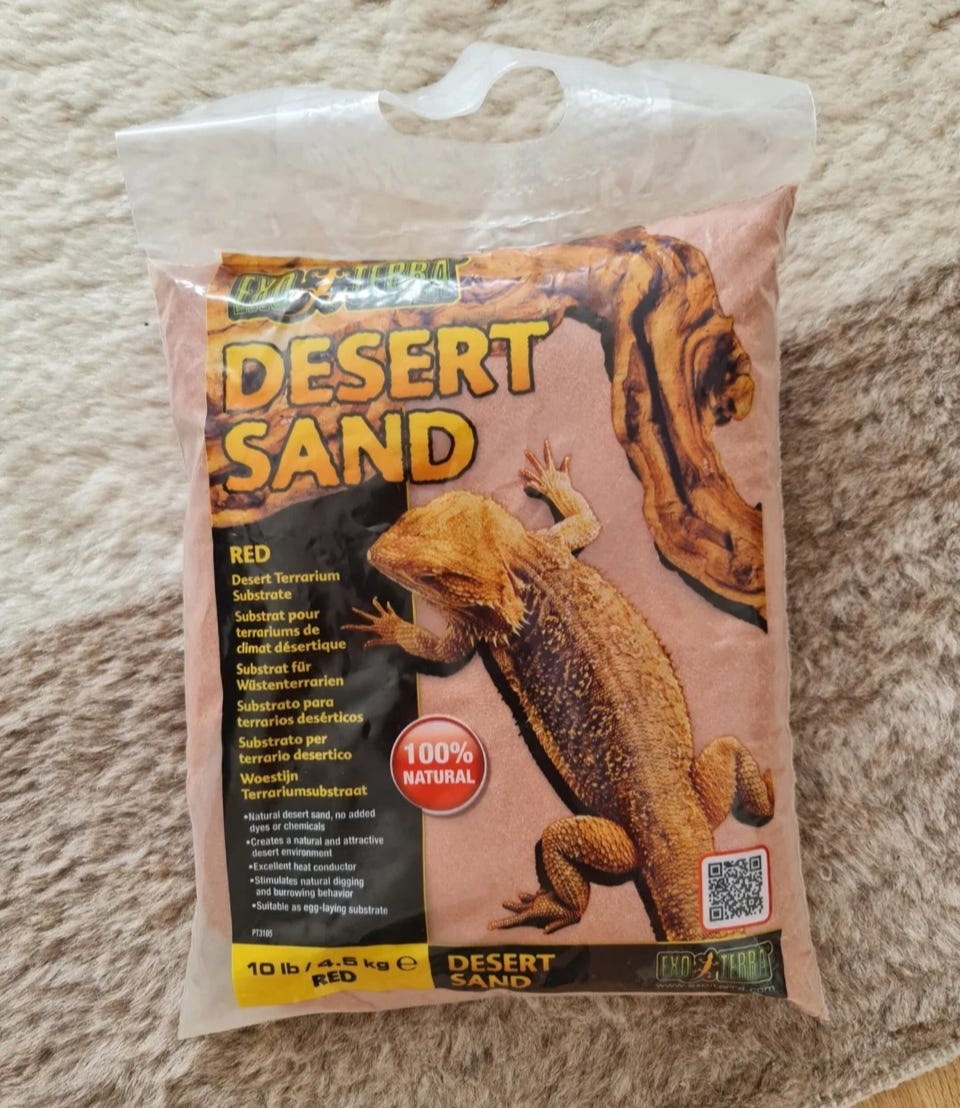 EXO TERRA
DESERT
SAND
RED
Desert Terrarium
Substrate
Substrat pour
terrariums de
climat désertique
Substrat für
Wüstenterrarien
Substrato para
terrarios desérticos
Substrato per
terrario desertico
Woestijn
Terrariumsubstraat
100%
NATURAL
•Natural desert sand, no added
dyes or chemicals
•Creates a natural and attractive
desert environment
•Excellent heat conductor
•Stimulates natural digging
and burrowing behavior
•Suitable as egg-laying substrate
PT3105
10 lb / 4.5 kg ℮
RED
DESERT
SAND
EXO TERRA
www.exo-terra.com